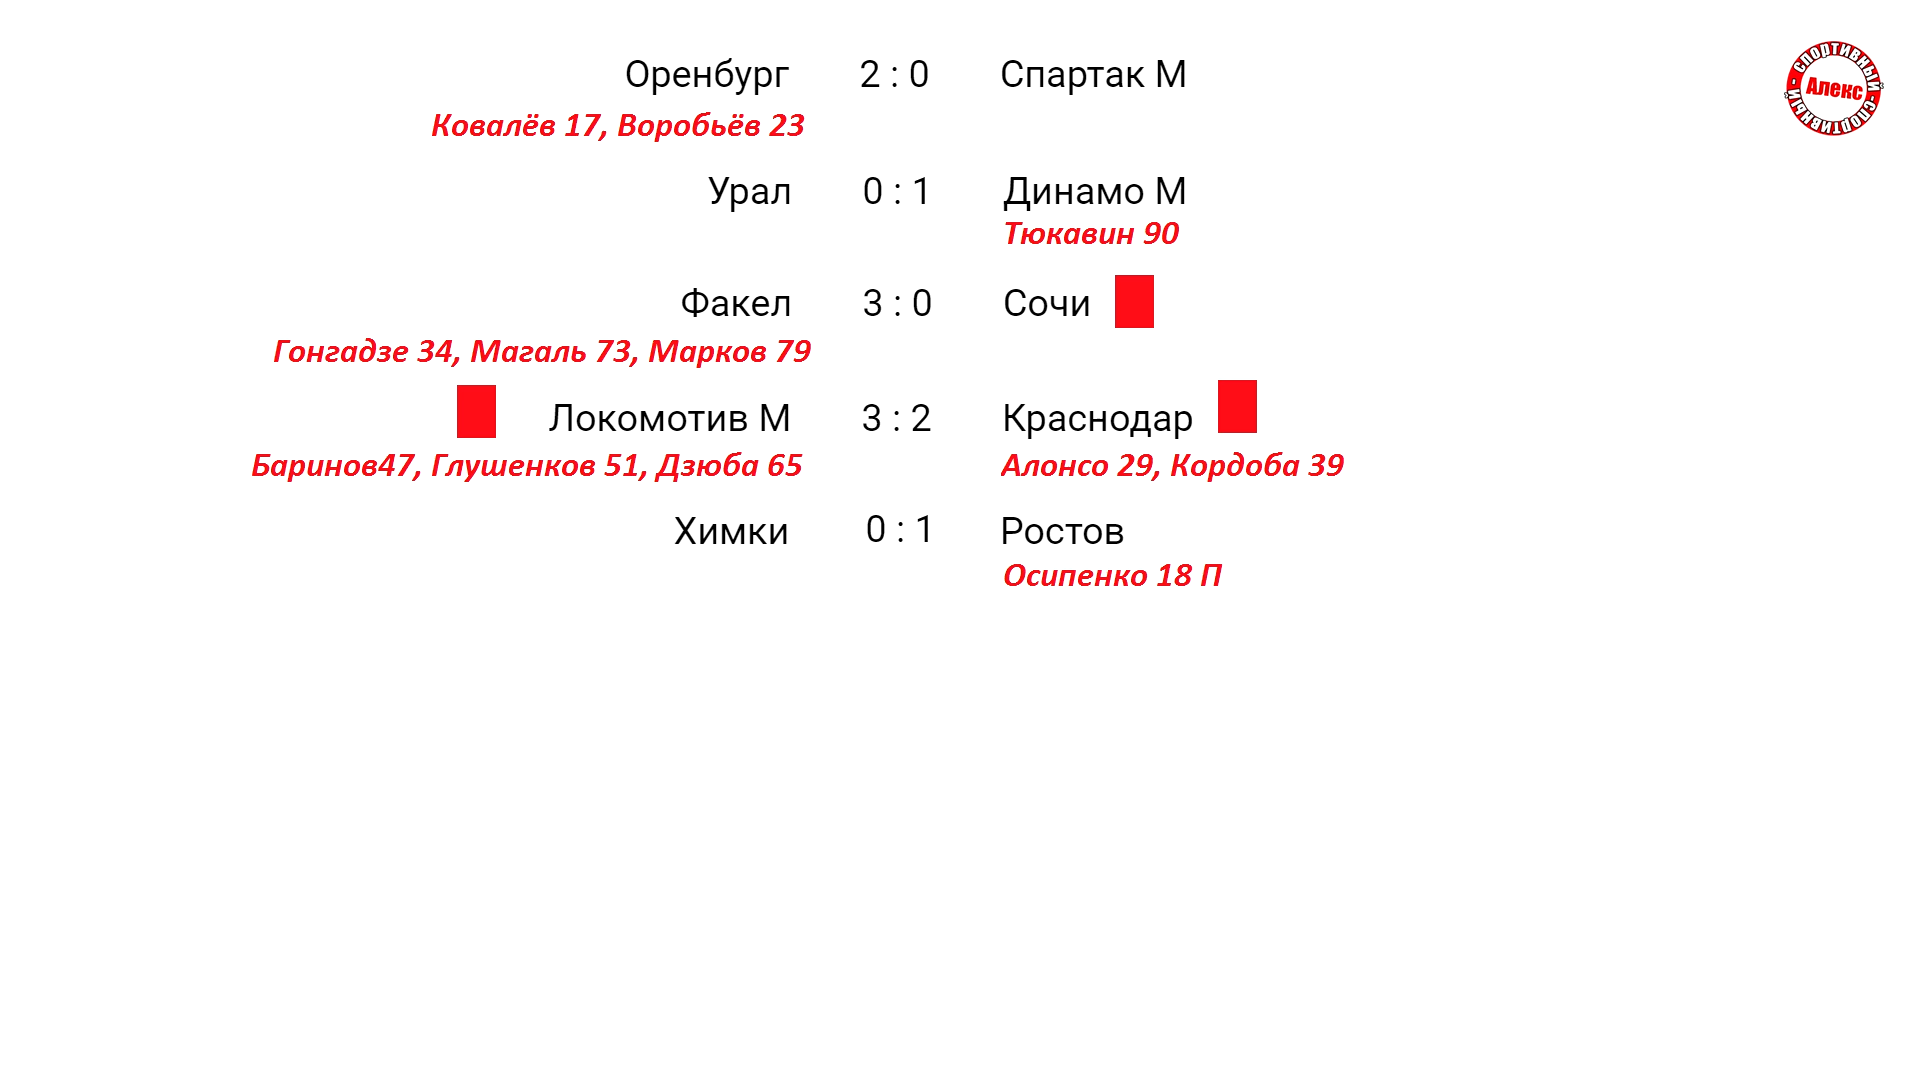 Оренбург 2 : 0 Спартак М
Ковалёв 17, Воробьёв 23
Урал 0 : 1 Динамо М
Тюкавин 90
Факел 3 : 0 Сочи
Гонгадзе 34, Магаль 73, Марков 79
Локомотив М 3 : 2 Краснодар
Баринов47, Глушенков 51, Дзюба 65 Алонсо 29, Кордоба 39
Химки 0 : 1 Ростов
Осипенко 18 П
- СПОРТИВНЫЙ - СПОРТИВНЫЙ
Алекс